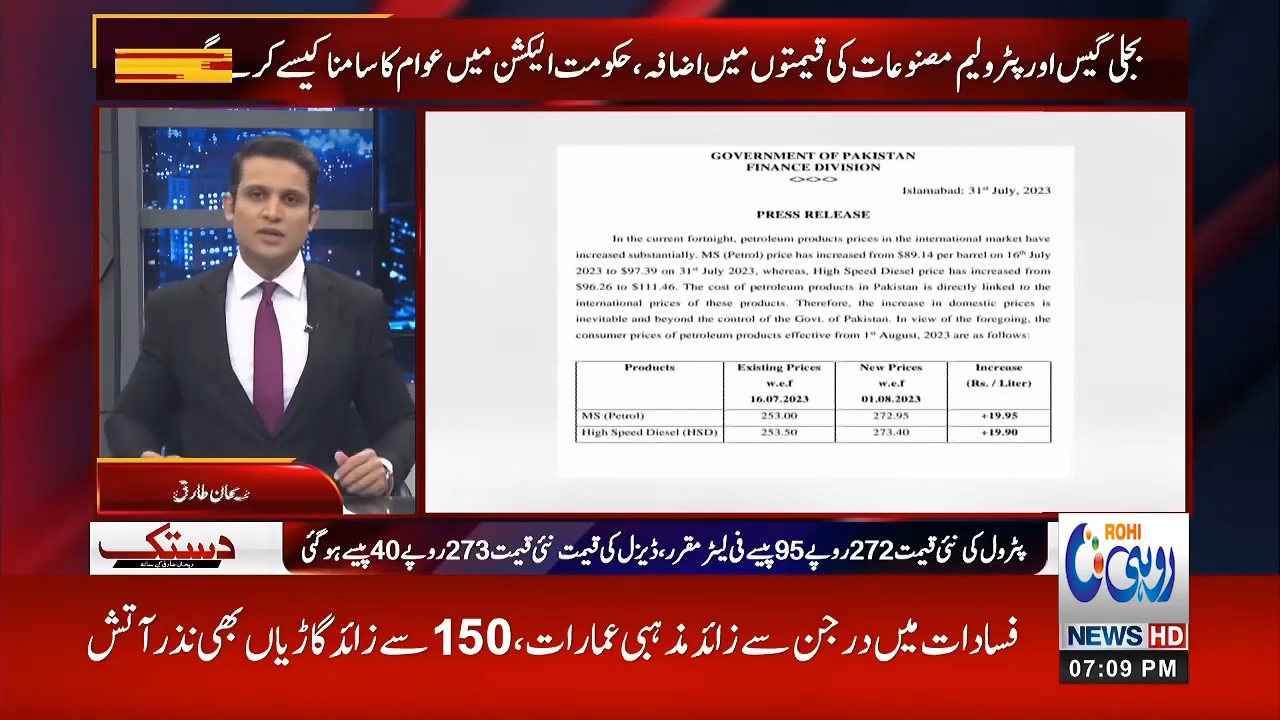 بجلی گیس اور پٹرولیم مصنوعات کی قیمتوں میں اضافہ، حکومت الیکشن میں عوام کا سامنا کیسے کرے
GOVERNMENT OF PAKISTAN
FINANCE DIVISION
Islamabad: 31st July, 2023
PRESS RELEASE
In the current fortnight, petroleum products prices in the international market have
increased substantially. MS (Petrol) price has increased from $89.14 per barrel on 16th July
2023 to $97.39 on 31st July 2023, whereas, High Speed Diesel price has increased from
$96.26 to $111.46. The cost of petroleum products in Pakistan is directly linked to the
international prices of these products. Therefore, the increase in domestic prices is
inevitable and beyond the control of the Govt. of Pakistan. In view of the foregoing, the
consumer prices of petroleum products effective from 1st August, 2023 are as follows:
Products Existing Prices w.e.f 16.07.2023 New Prices w.e.f 01.08.2023 Increase (Rs. / Liter)
MS (Petrol) 253.00 272.95 +19.95
High Speed Diesel (HSD) 253.50 273.40 +19.90
طارق
دستک
پٹرول کی نئی قیمت 272 روپے 95 پیسے فی لیٹر مقرر، ڈیزل کی قیمت نئی قیمت 273 روپے 40 پیسے ہو گئی
ROHI
روہی
NEWS HD
07:09 PM
فسادات میں درجن سے زائد مذہبی عمارات، 150 سے زائد گاڑیاں بھی نذر آتش